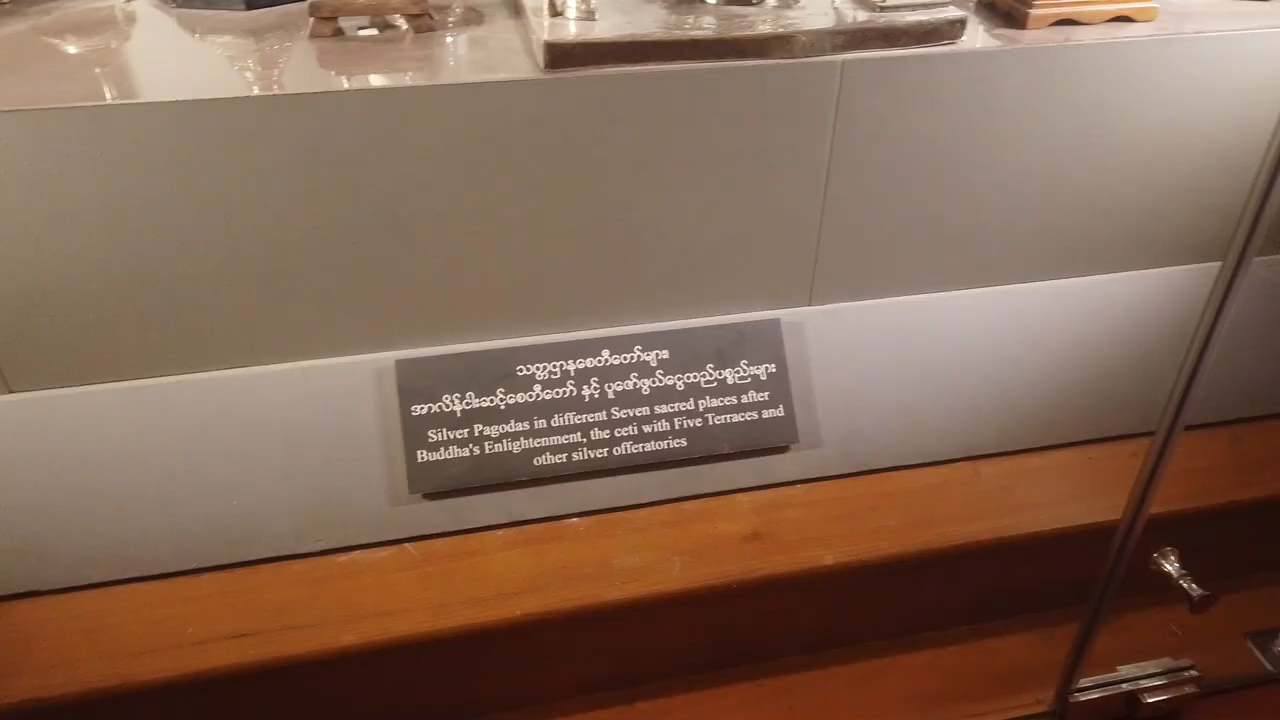 သတ္တဌာနစေတီတော်များ၊
အာလိန်ငါးဆင့်စေတီတော် နှင့် ပူဇော်ဖွယ်ငွေထည်ပစ္စည်းများ
Silver Pagodas in different Seven sacred places after
Buddha's Enlightenment, the ceti with Five Terraces and
other silver offeratories